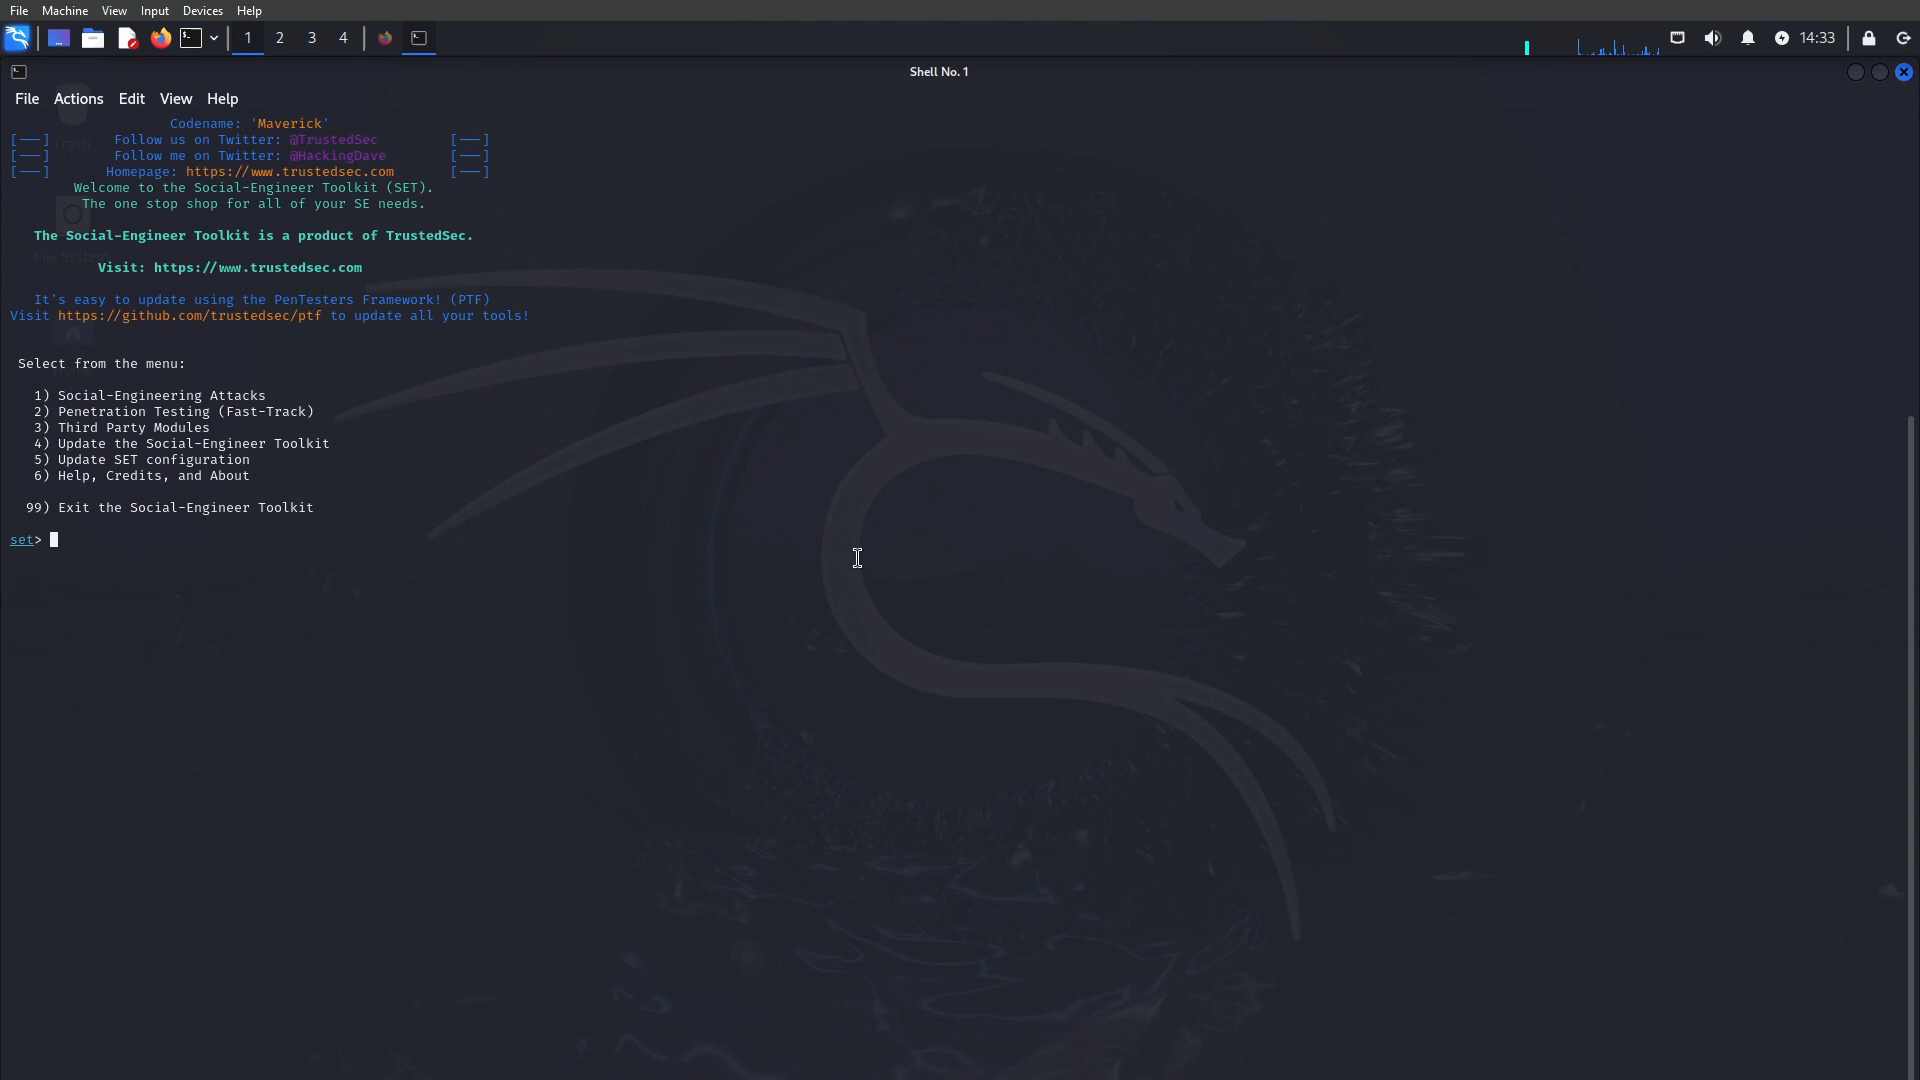 File Machine View Input Devices Help
1 2 3 4 14:33
Shell No. 1
File Actions Edit View Help
Codename: 'Maverick'
[---] Follow us on Twitter: @TrustedSec [---]
[---] Follow me on Twitter: @HackingDave [---]
[---] Homepage: https://www.trustedsec.com [---]
Welcome to the Social-Engineer Toolkit (SET).
The one stop shop for all of your SE needs.
The Social-Engineer Toolkit is a product of TrustedSec.
Visit: https://www.trustedsec.com
It's easy to update using the PenTesters Framework! (PTF)
Visit https://github.com/trustedsec/ptf to update all your tools!
Select from the menu:
1) Social-Engineering Attacks
2) Penetration Testing (Fast-Track)
3) Third Party Modules
4) Update the Social-Engineer Toolkit
5) Update SET configuration
6) Help, Credits, and About
99) Exit the Social-Engineer Toolkit
set>
Trash
File System